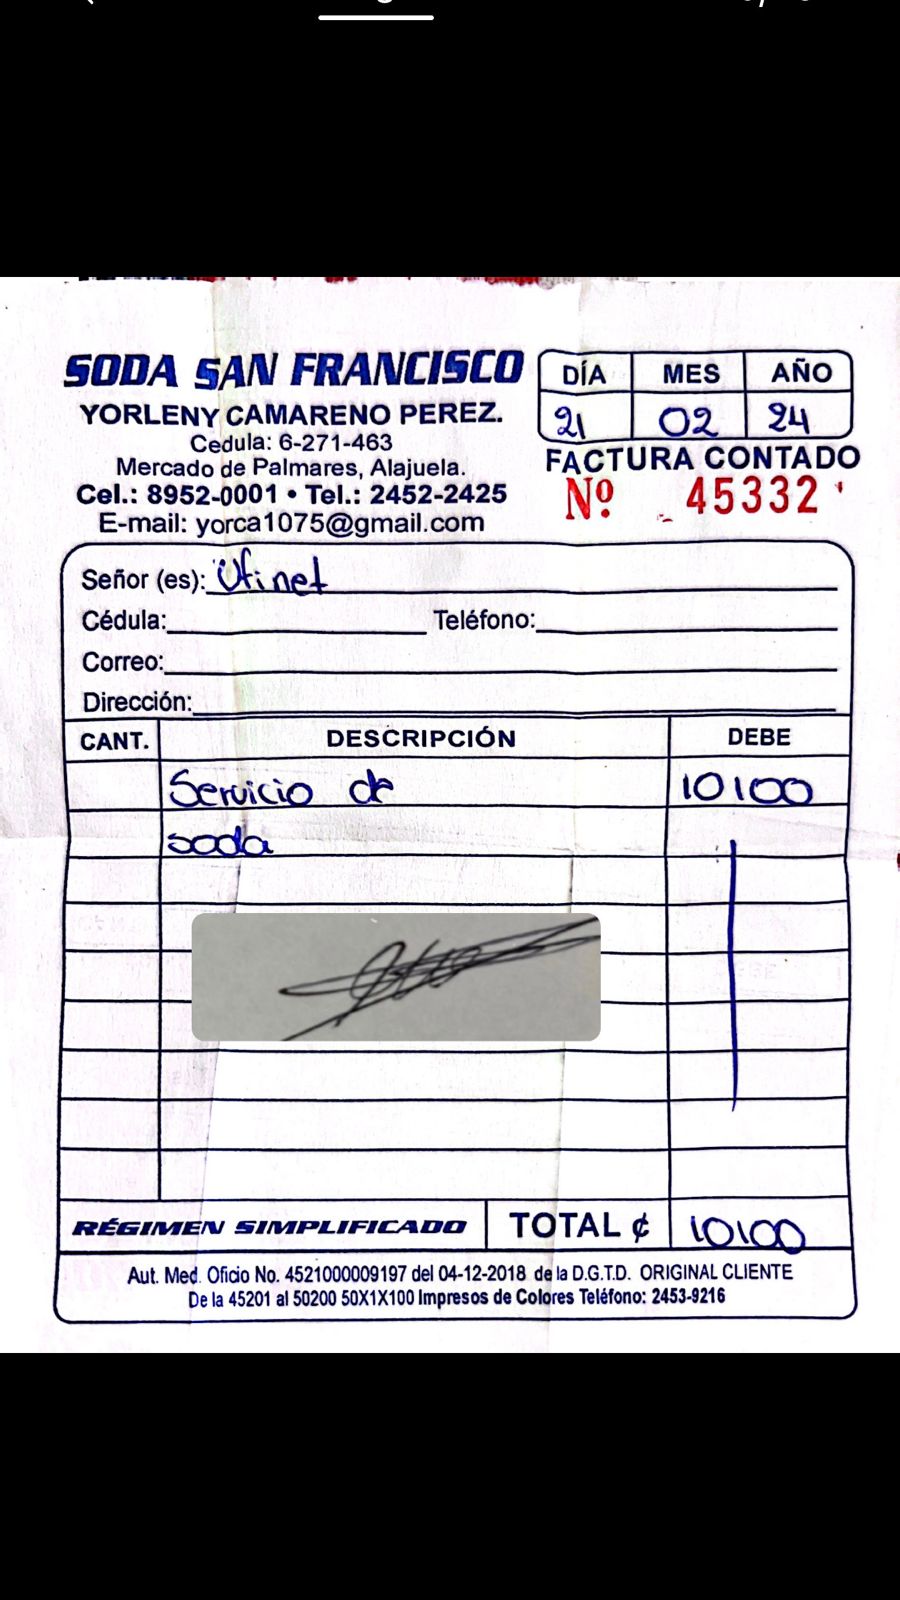 SODA SAN FRANCISCO
YORLENY CAMARENO PEREZ.
Cedula: 6-271-463
Mercado de Palmares, Alajuela.
Cel.: 8952-0001 • Tel.: 2452-2425
E-mail: yorca1075@gmail.com
DÍA MES AÑO
21 02 24
FACTURA CONTADO
Nº 45332
Señor (es): Ufinet
Cédula: Teléfono:
Correo:
Dirección:
CANT. DESCRIPCIÓN DEBE
Servicio de 10100
soda
RÉGIMEN SIMPLIFICADO TOTAL ¢ 10100
Aut. Med. Oficio No. 4521000009197 del 04-12-2018 de la D.G.T.D. ORIGINAL CLIENTE
De la 45201 al 50200 50X1X100 Impresos de Colores Teléfono: 2453-9216